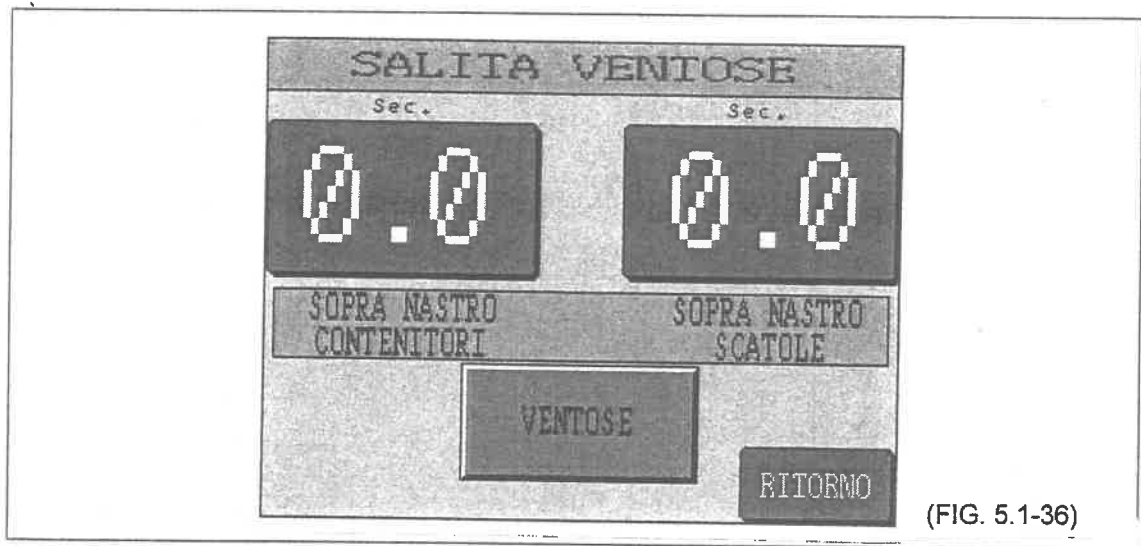 SALITA VENTOSE
Sec. Sec.
0.0 0.0
SOPRA NASTRO SOPRA NASTRO
CONTENITORI SCATOLE
VENTOSE
RITORNO
(FIG. 5.1-36)